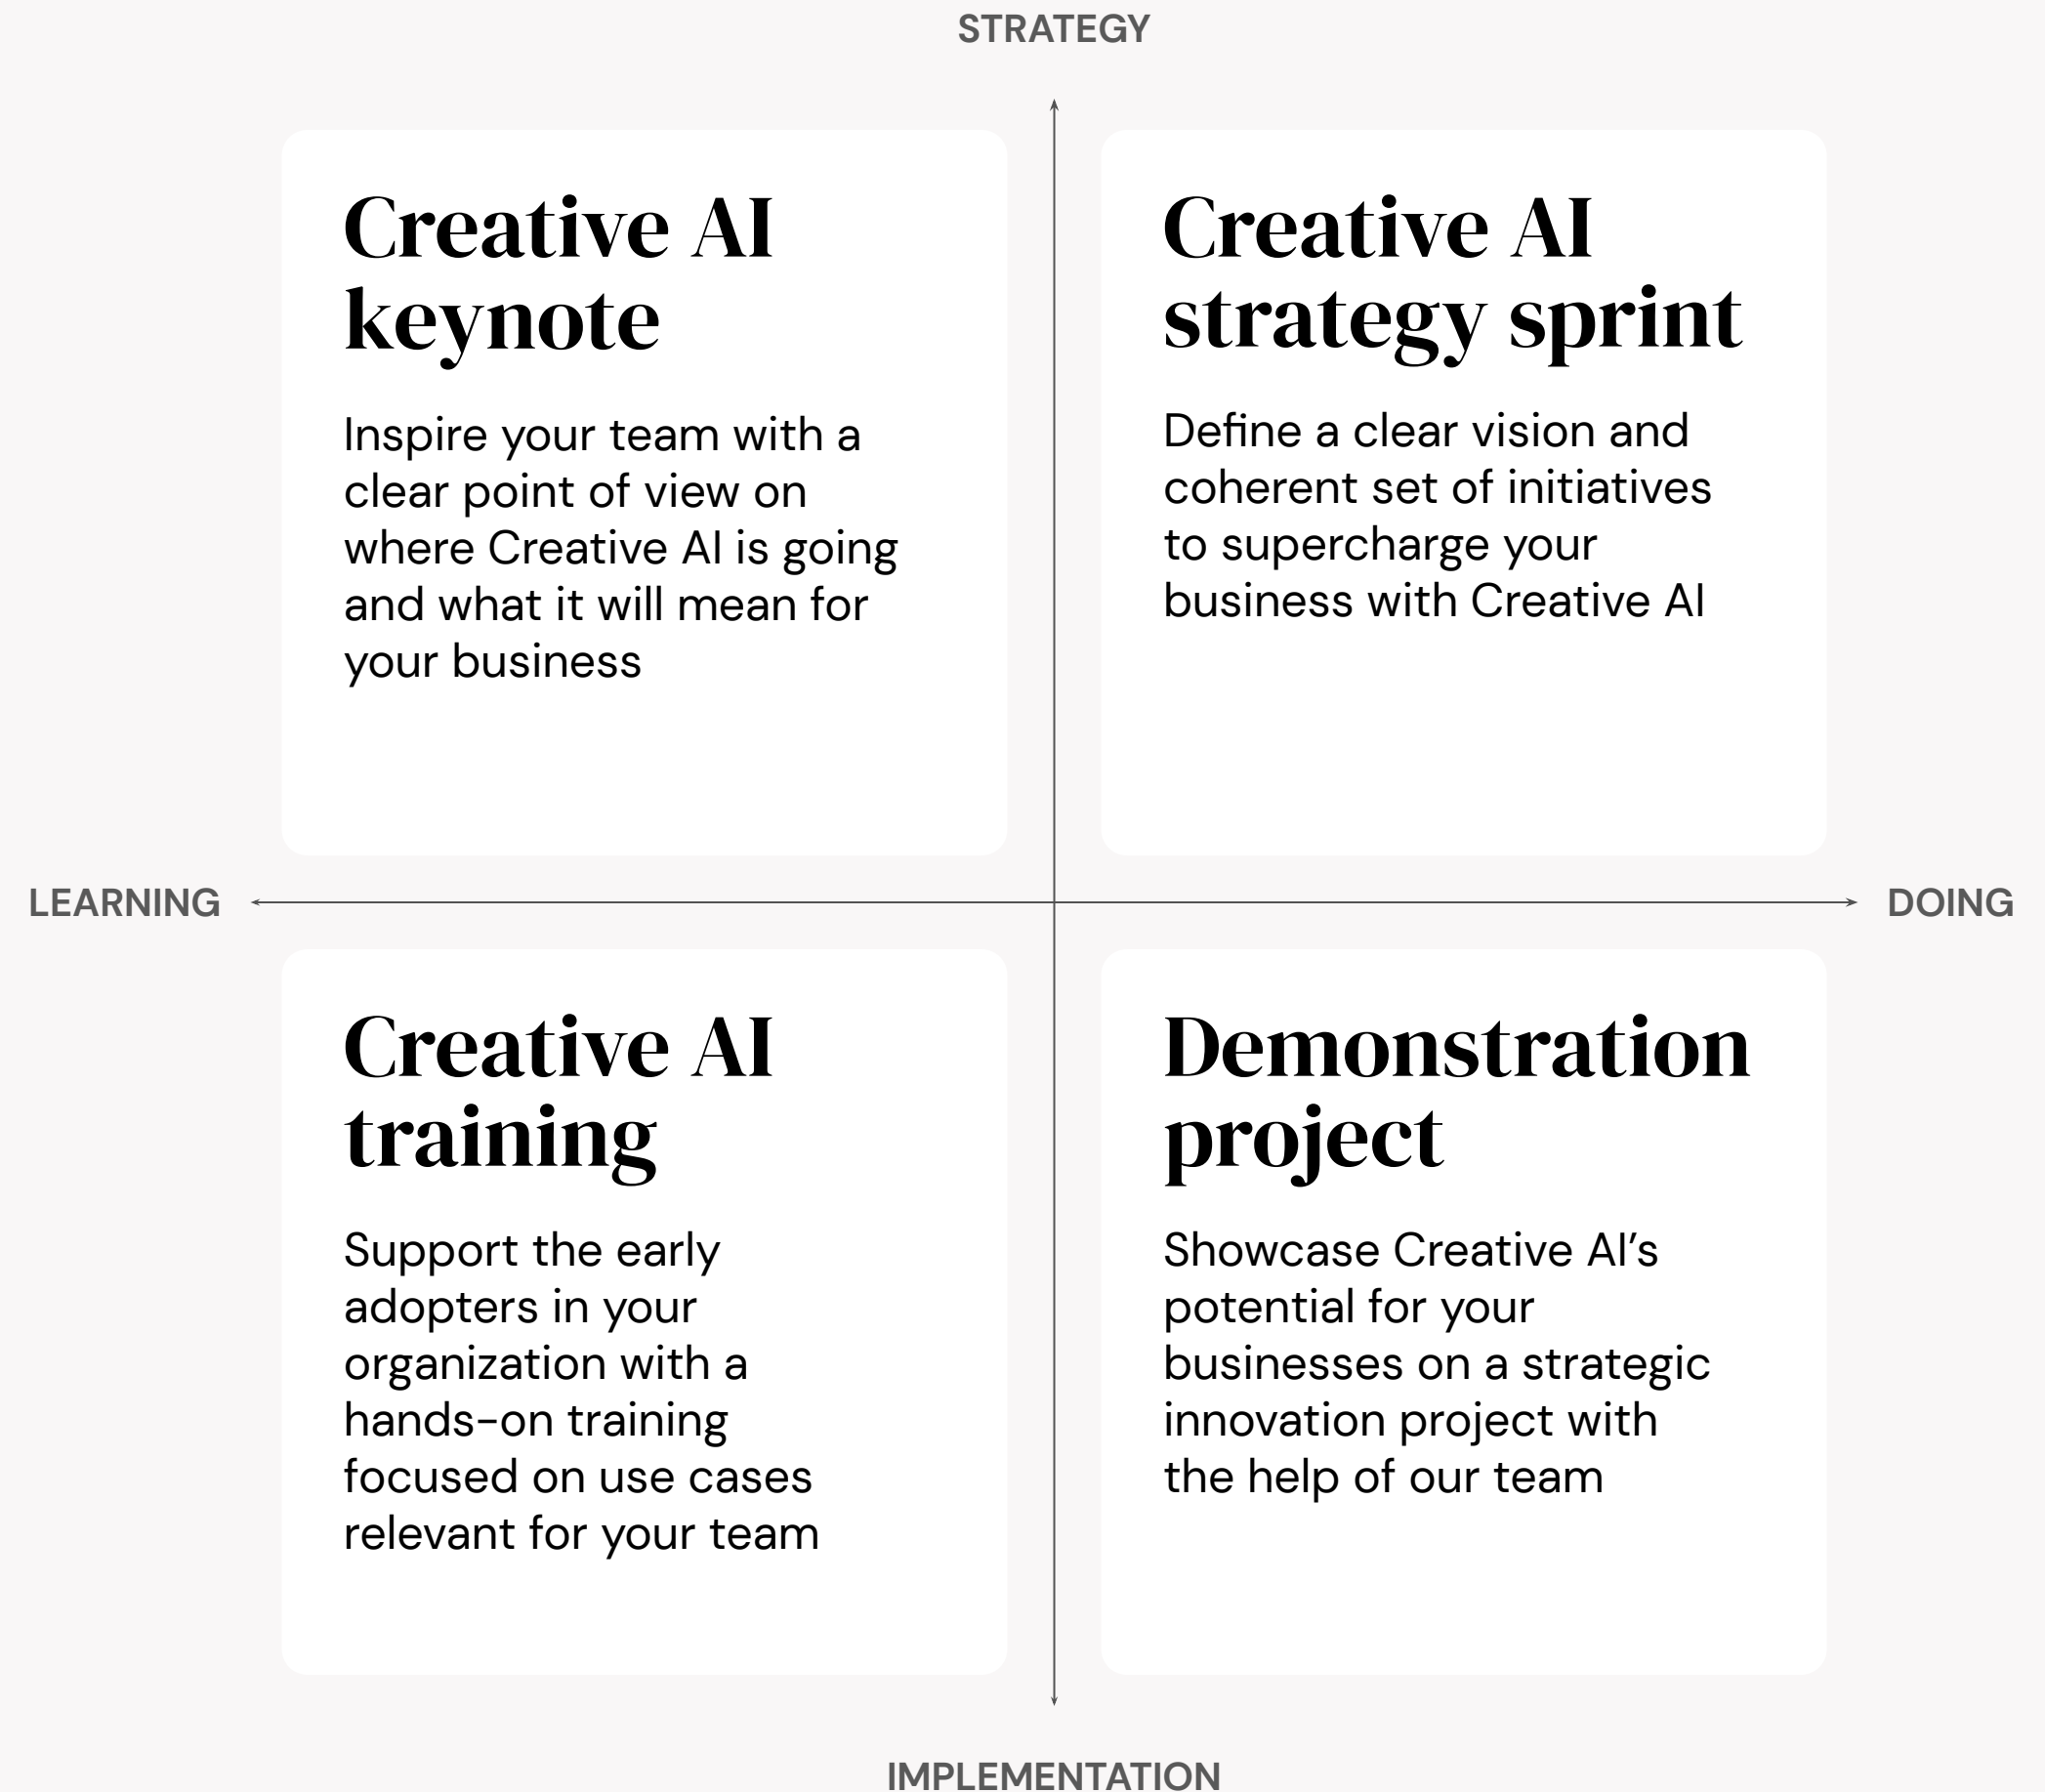 STRATEGY
Creative AI
keynote
Inspire your team with a
clear point of view on
where Creative AI is going
and what it will mean for
your business
Creative AI
strategy sprint
Define a clear vision and
coherent set of initiatives
to supercharge your
business with Creative AI
LEARNING
DOING
Creative AI
training
Support the early
adopters in your
organization with a
hands-on training
focused on use cases
relevant for your team
Demonstration
project
Showcase Creative AI’s
potential for your
businesses on a strategic
innovation project with
the help of our team
IMPLEMENTATION